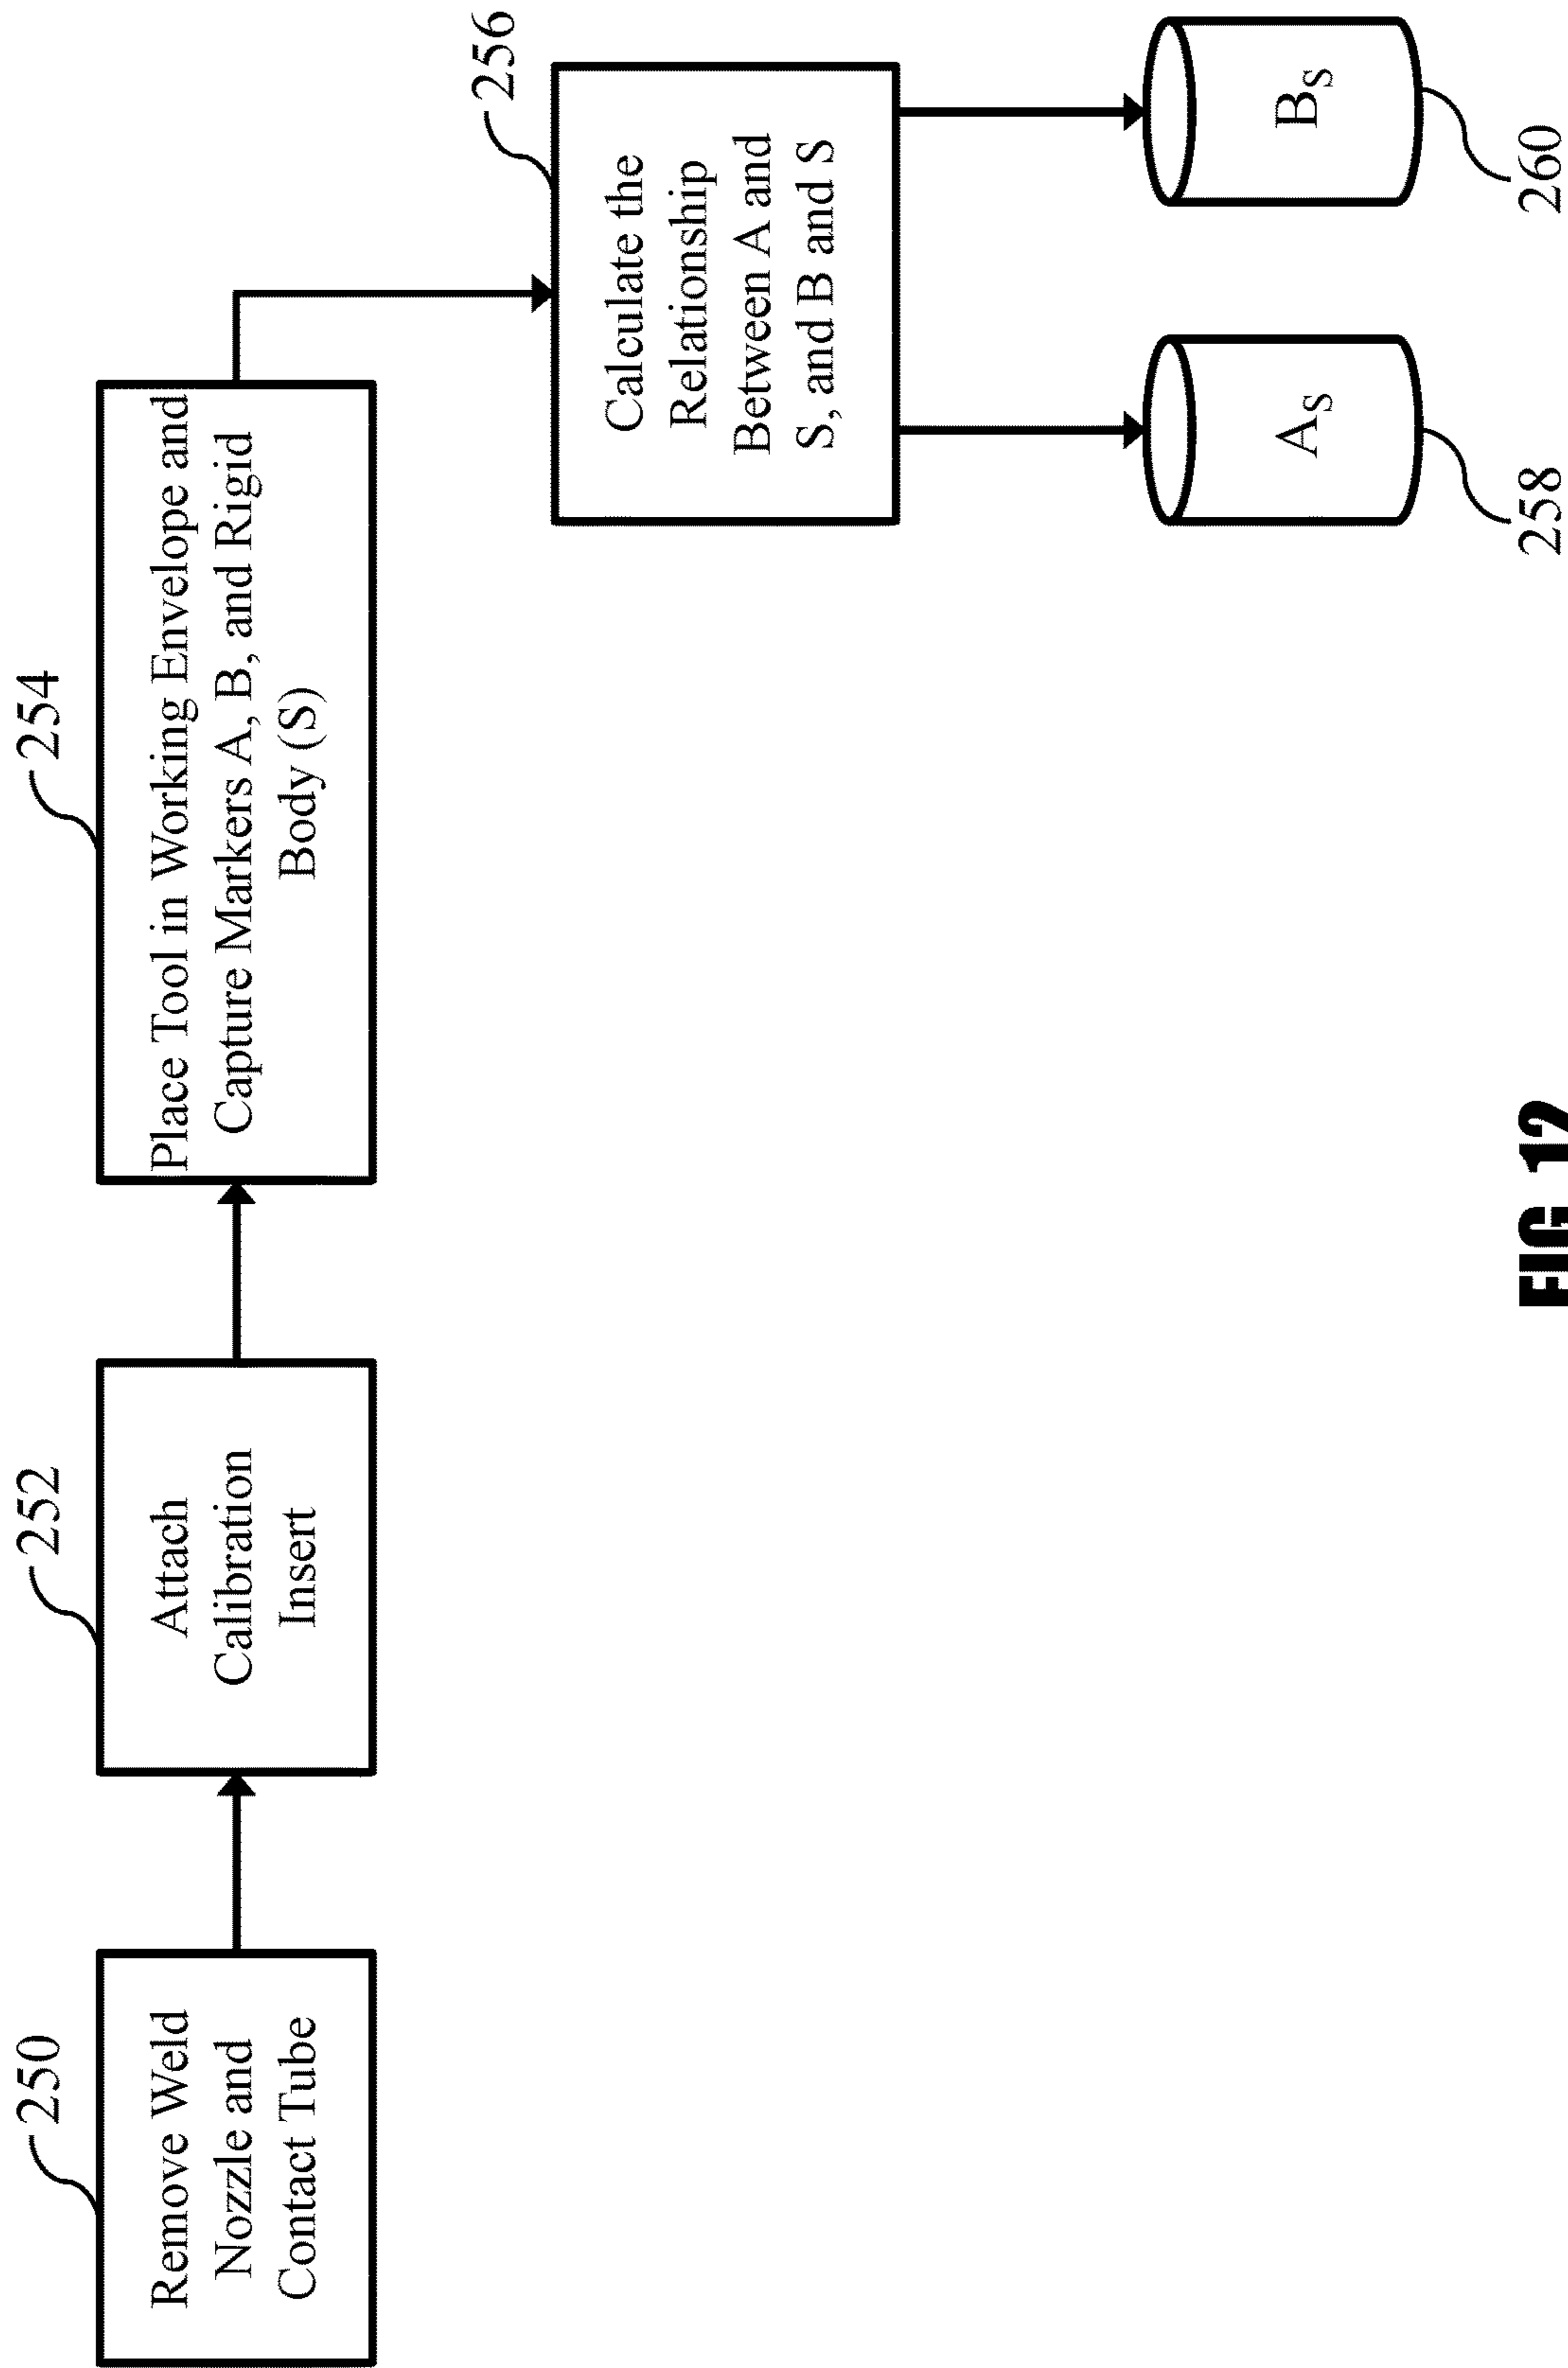 250
Remove Weld
Nozzle and
Contact Tube
252
Attach
Calibration
Insert
254
Place Tool in Working Envelope and
Capture Markers A, B, and Rigid
Body (S)
256
Calculate the
Relationship
Between A and
S, and B and S
A_S
258
B_S
260
FIG. 12